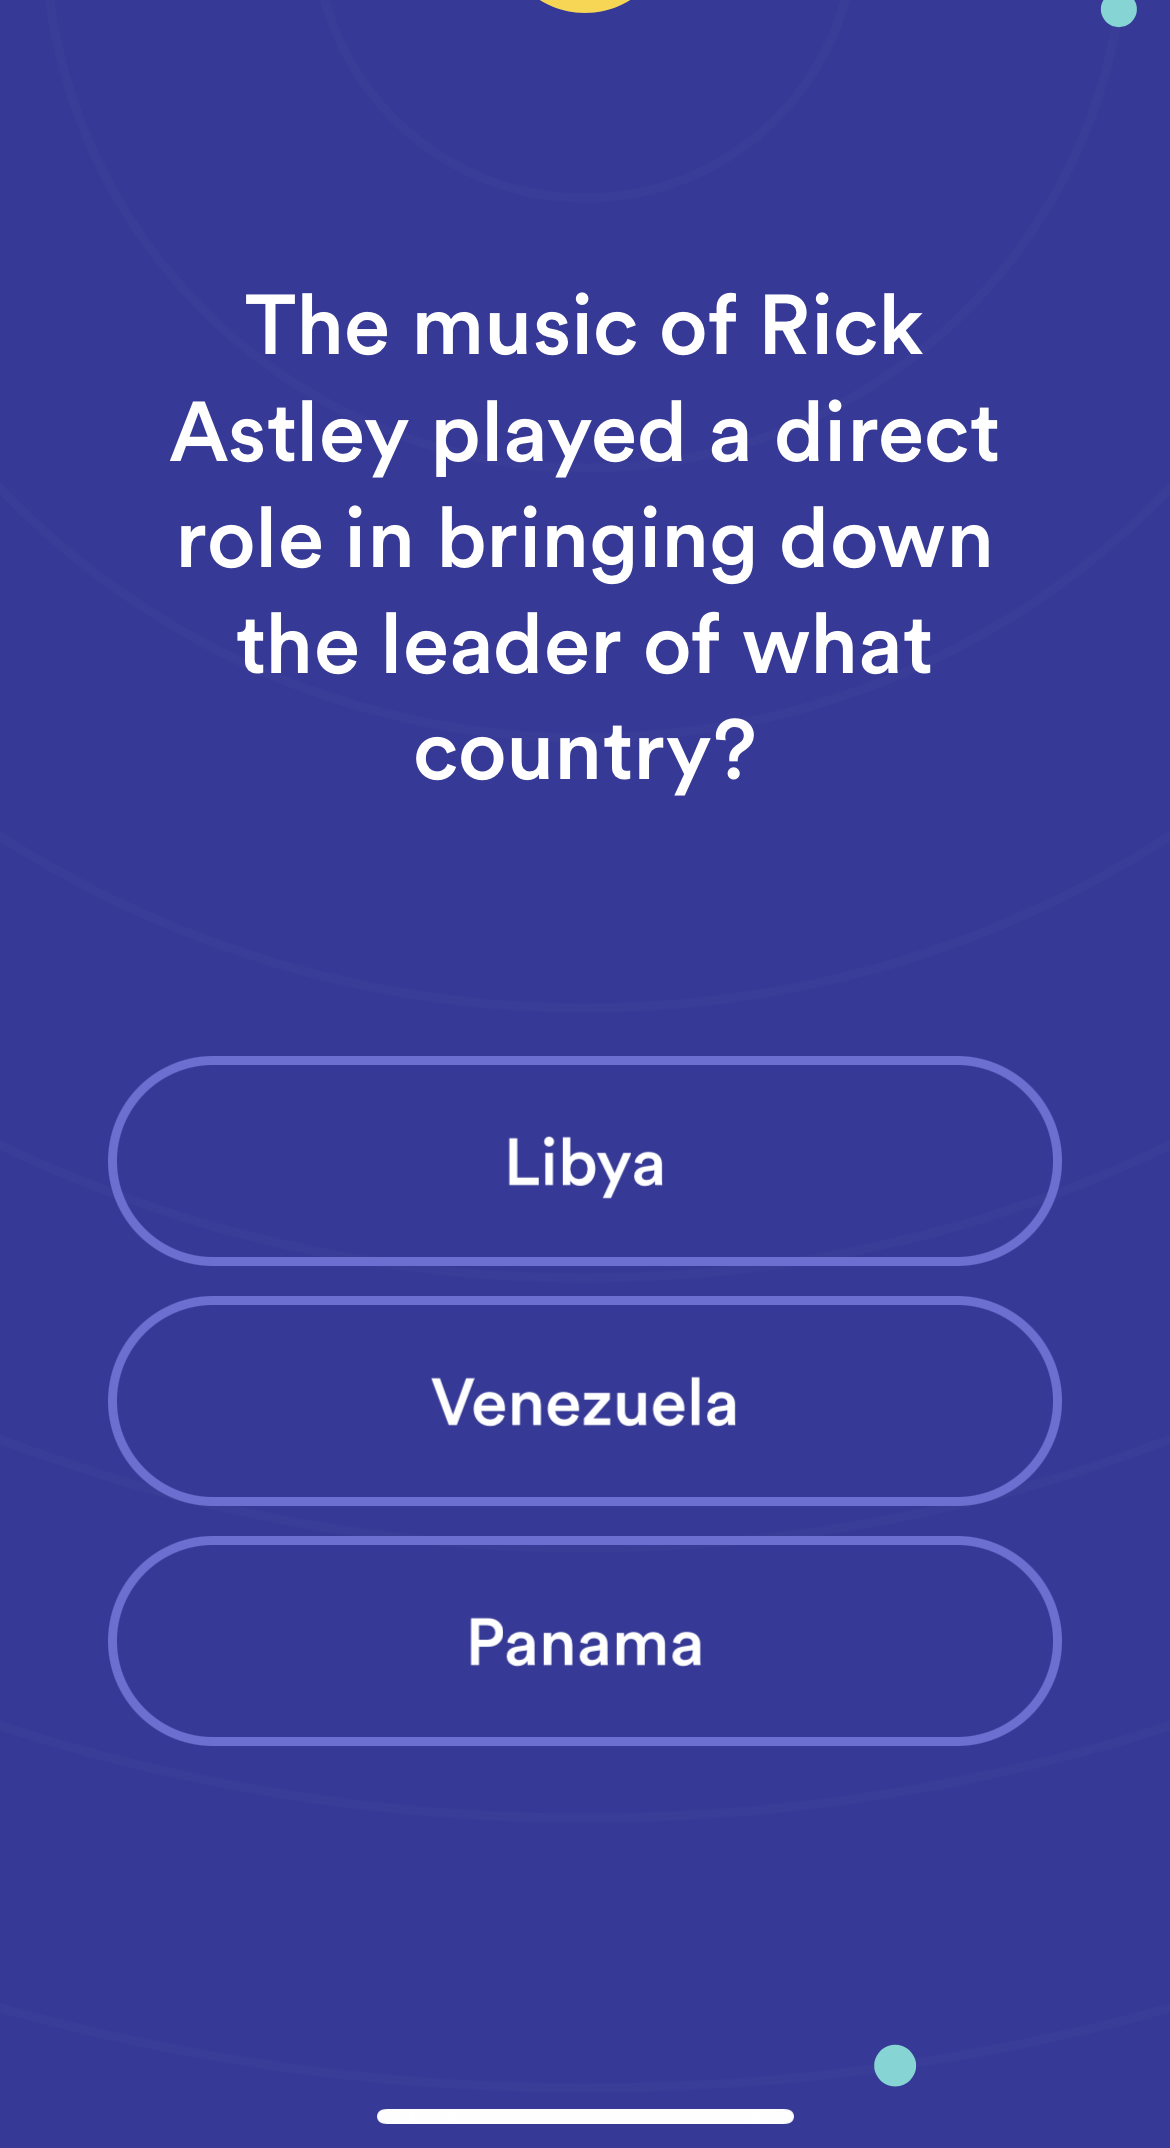 The music of Rick
Astley played a direct
role in bringing down
the leader of what
country?
Libya
Venezuela
Panama